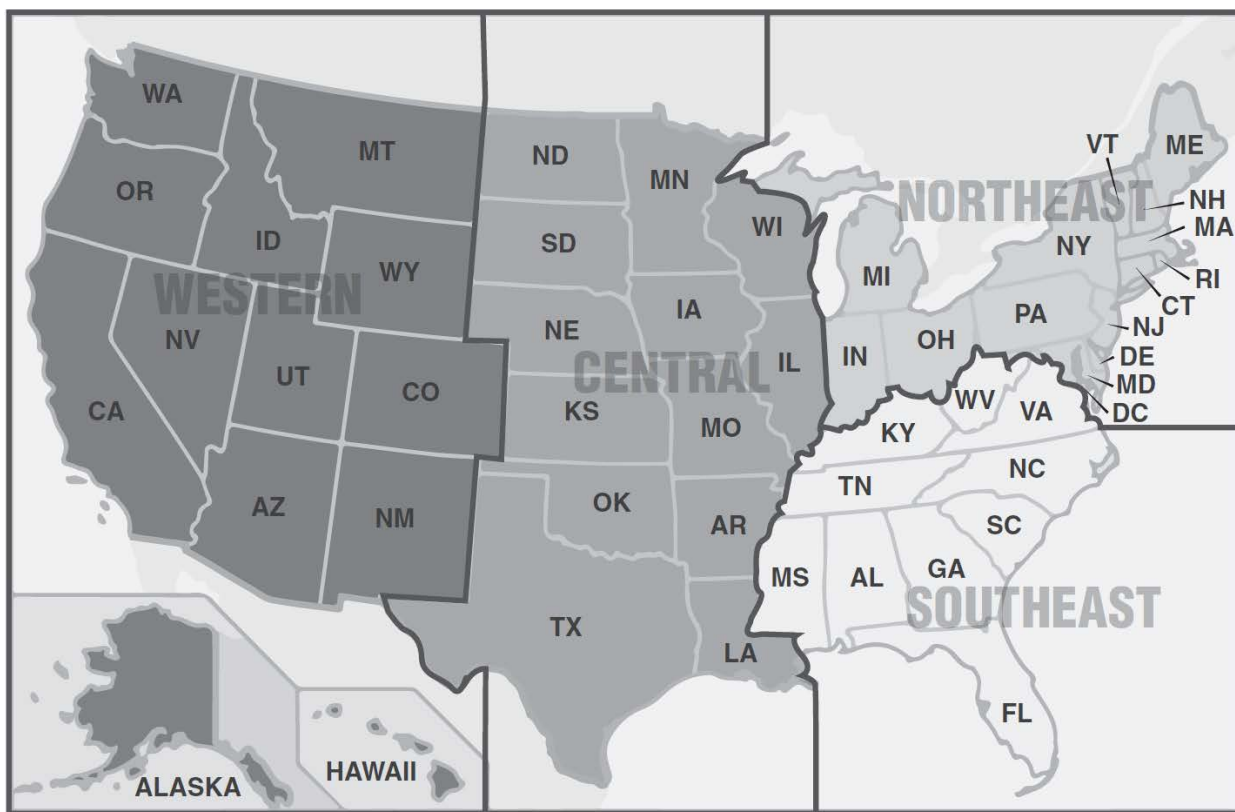 WA
MT
ND
MN
VT
ME
OR
NORTHEAST
NH
WI
MA
ID
SD
NY
WY
MI
RI
WESTERN
CT
IA
PA
NE
NJ
NV
OH
IN
DE
UT
CENTRAL
IL
MD
CO
WV
DC
CA
KS
VA
MO
KY
NC
TN
AZ
OK
NM
AR
SC
MS
AL
GA
SOUTHEAST
TX
LA
FL
HAWAII
ALASKA